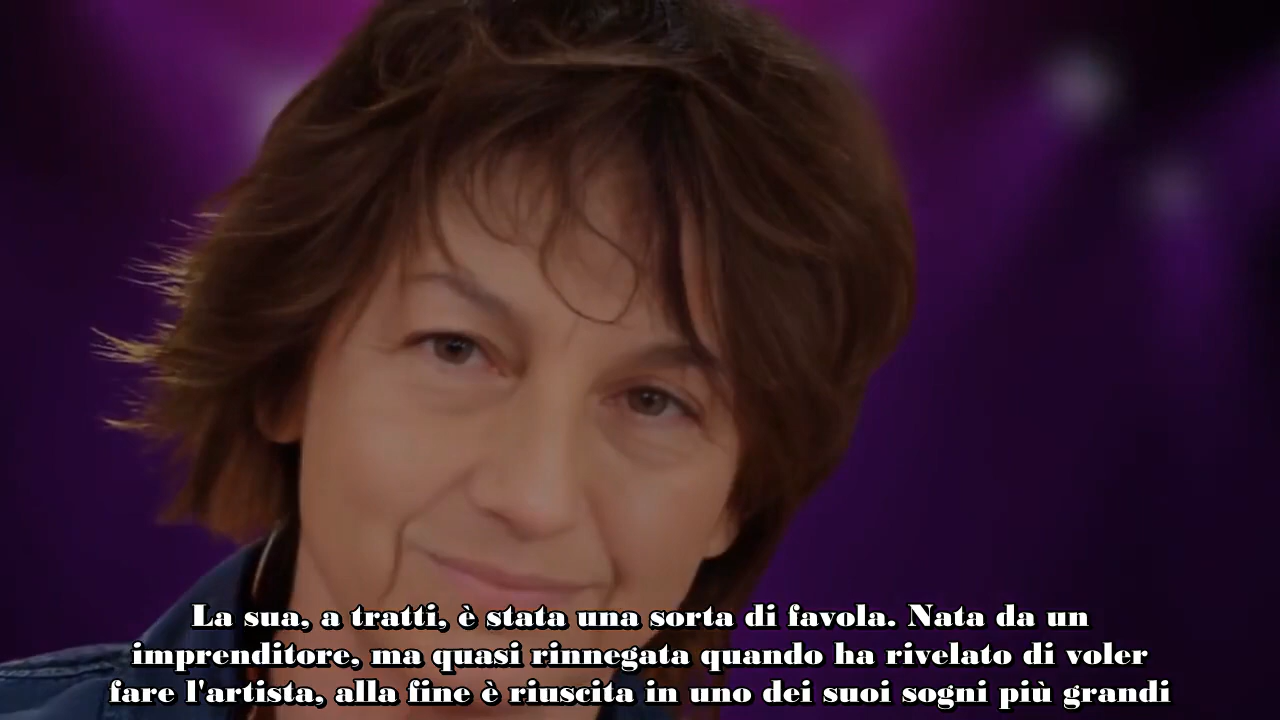 La sua, a tratti, è stata una sorta di favola. Nata da un
imprenditore, ma quasi rinnegata quando ha rivelato di voler
fare l'artista, alla fine è riuscita in uno dei suoi sogni più grandi